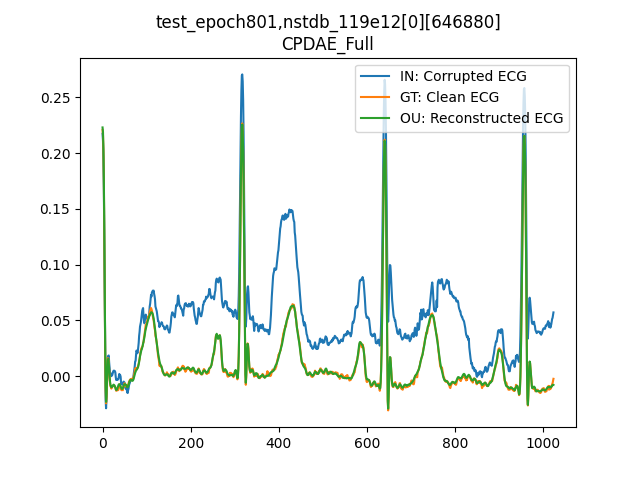 test_epoch801,nstdb_119e12[0][646880]
CPDAE_Full
IN: Corrupted ECG
GT: Clean ECG
OU: Reconstructed ECG
0.25
0.20
0.15
0.10
0.05
0.00
0
200
400
600
800
1000